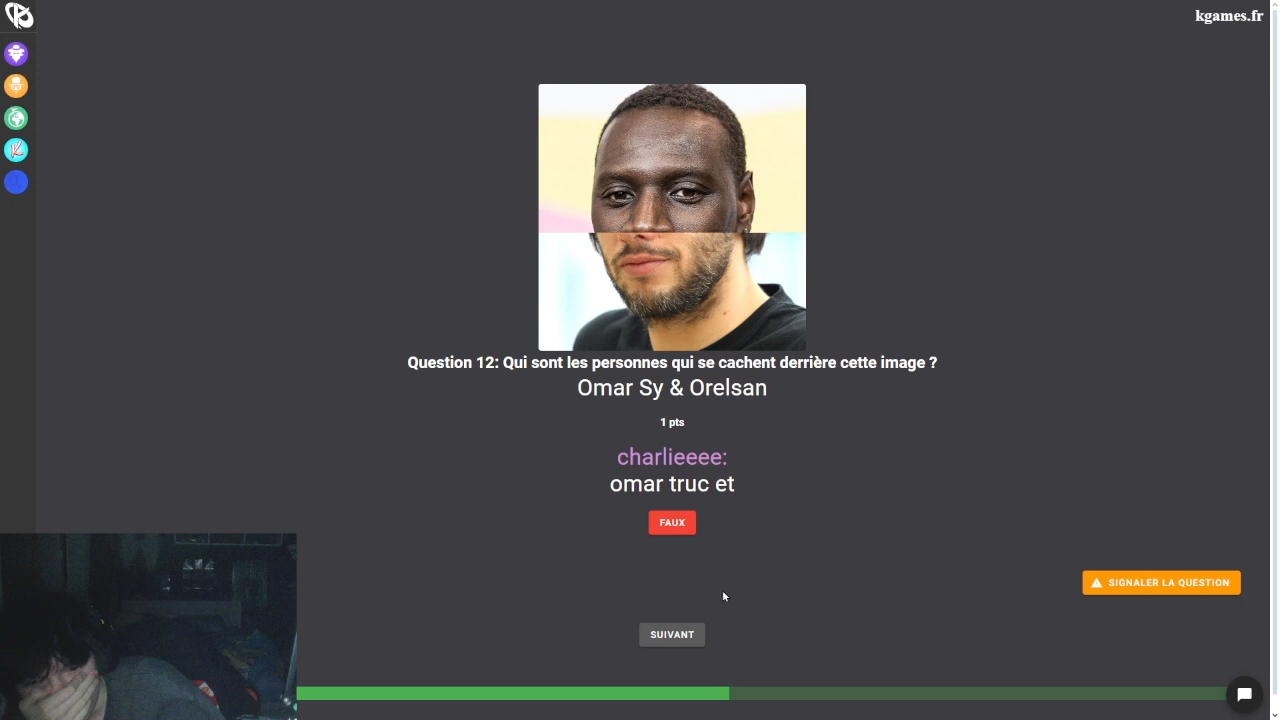 kgames.fr
Question 12: Qui sont les personnes qui se cachent derrière cette image ?
Omar Sy & Orelsan
1 pts
charlieeee:
omar truc et
FAUX
SIGNALER LA QUESTION
SUIVANT